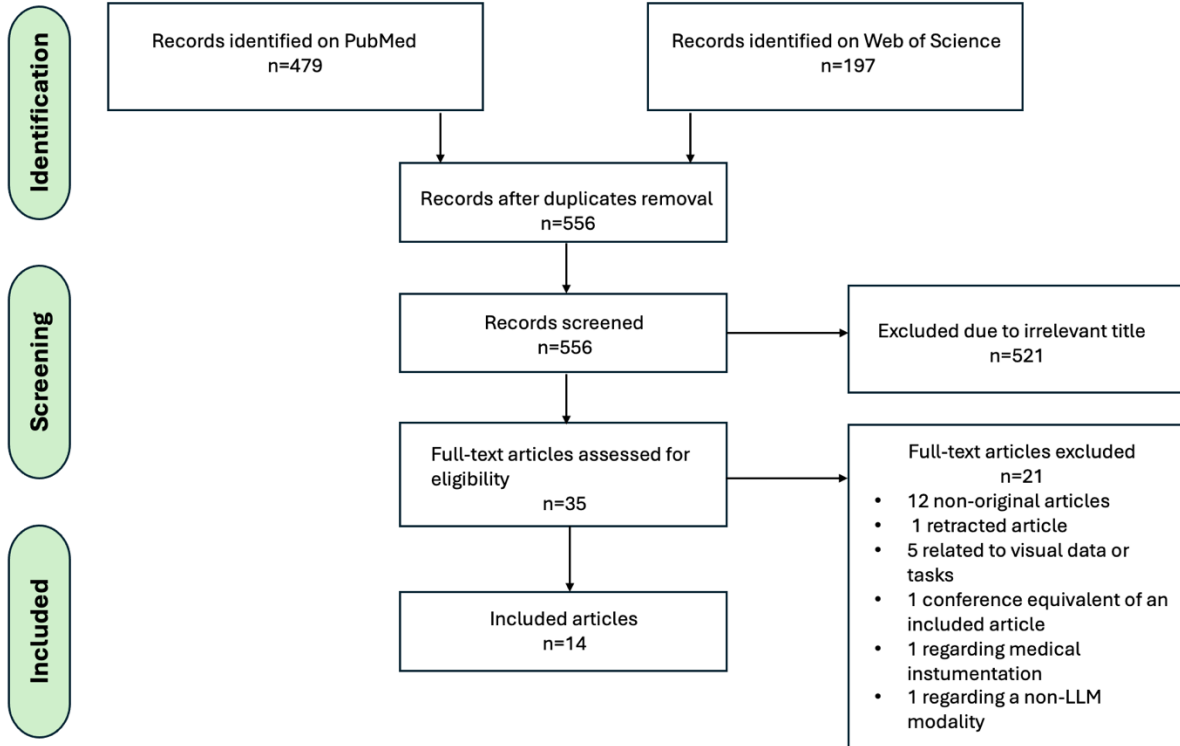 Identification
Records identified on PubMed
n=479
Records identified on Web of Science
n=197
Records after duplicates removal
n=556
Screening
Records screened
n=556
Excluded due to irrelevant title
n=521
Full-text articles assessed for
eligibility
n=35
Full-text articles excluded
n=21
• 12 non-original articles
• 1 retracted article
• 5 related to visual data or
tasks
• 1 conference equivalent of an
included article
• 1 regarding medical
instumentation
• 1 regarding a non-LLM
modality
Included
Included articles
n=14